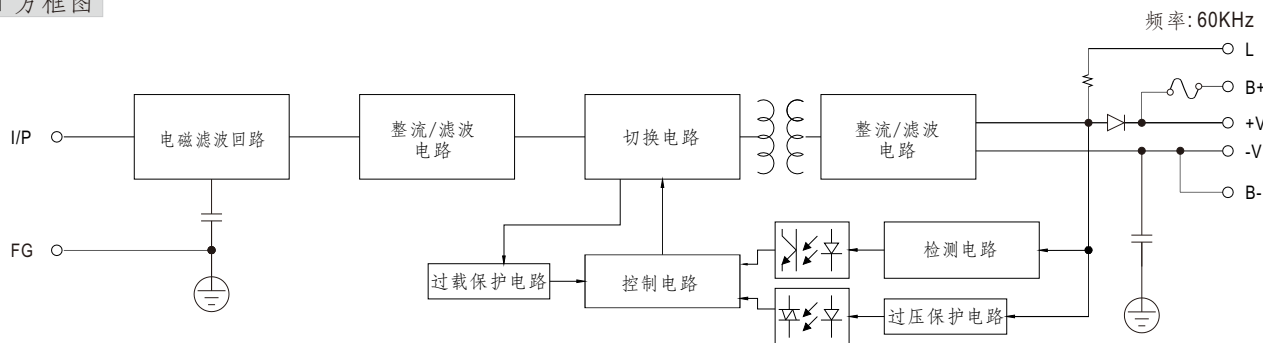 方框图
频率: 60KHz
L
B+
+V
-V
B-
I/P
FG
电磁滤波回路
整流/滤波
电路
切换电路
整流/滤波
电路
过载保护电路
控制电路
检测电路
过压保护电路